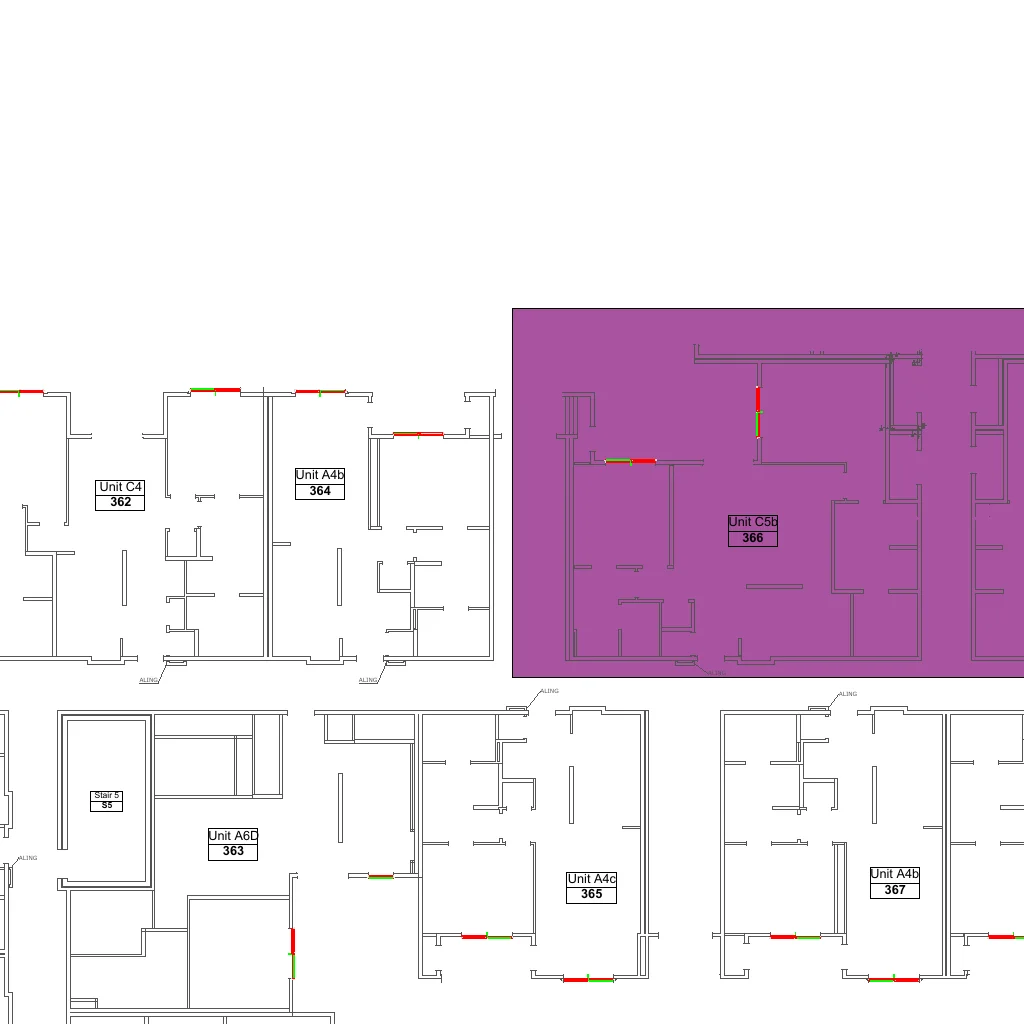 Unit C4
362
Unit A4b
364
Unit C5b
366
ALING
ALING
ALING
ALING
ALING
Stair 5
S5
Unit A6D
363
ALING
Unit A4c
365
Unit A4b
367